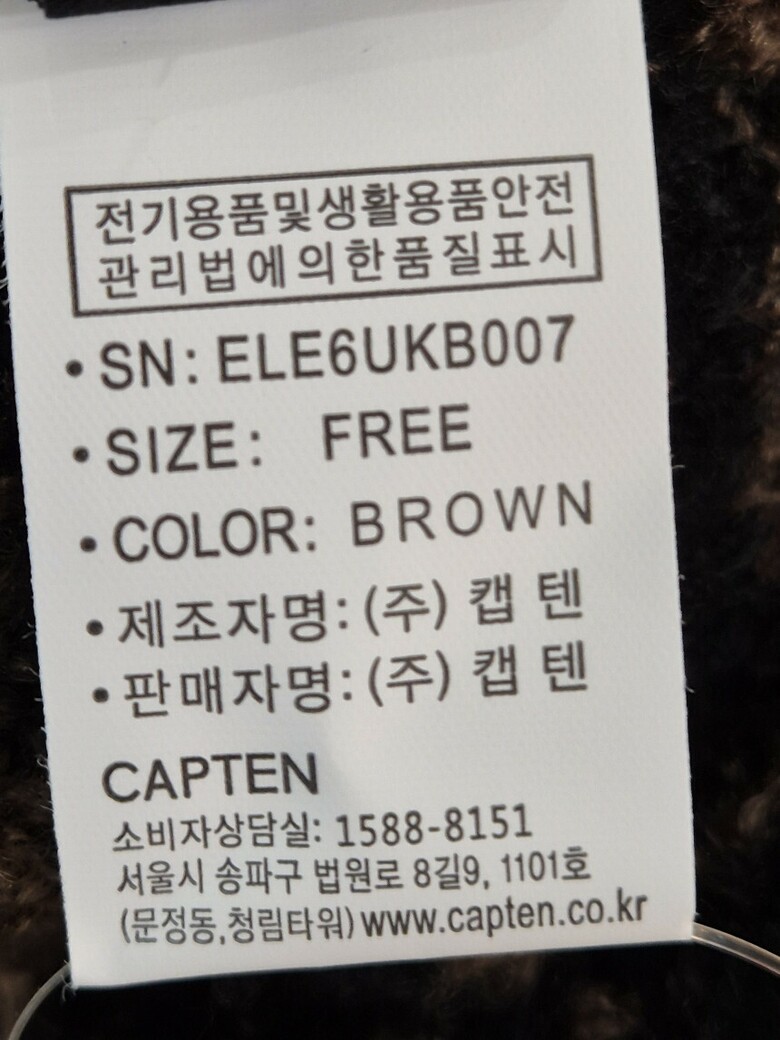 전기용품및생활용품안전
관리법에의한품질표시
• SN: ELE6UKB007
• SIZE: FREE
• COLOR: BROWN
• 제조자명: (주) 캡 텐
• 판매자명: (주) 캡 텐
CAPTEN
소비자상담실: 1588-8151
서울시 송파구 법원로 8길9, 1101호
(문정동,청림타워) www.capten.co.kr